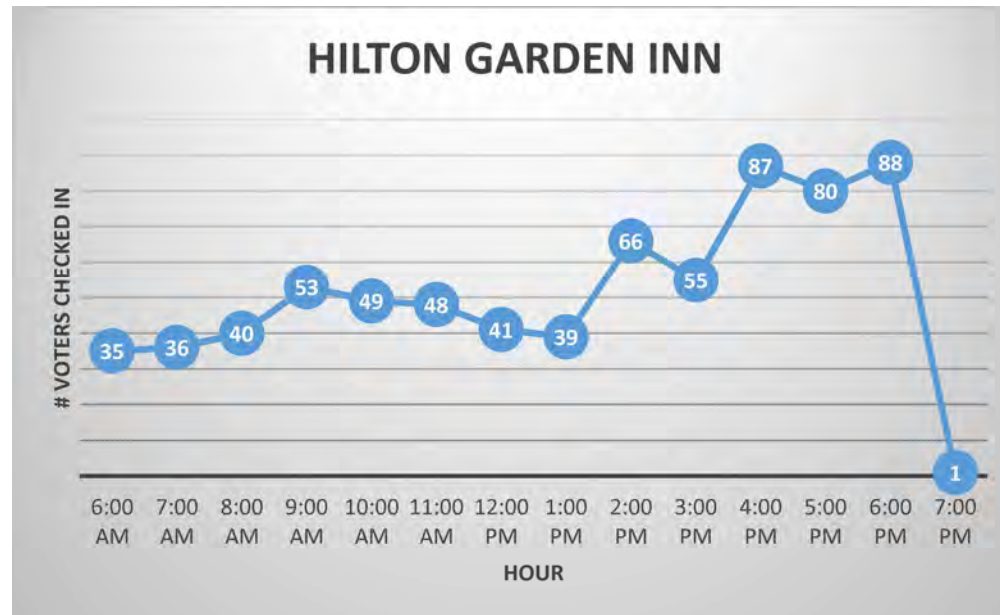 HILTON GARDEN INN
# VOTERS CHECKED IN
35
36
40
53
49
48
41
39
66
55
87
80
88
1
6:00 AM
7:00 AM
8:00 AM
9:00 AM
10:00 AM
11:00 AM
12:00 PM
1:00 PM
2:00 PM
3:00 PM
4:00 PM
5:00 PM
6:00 PM
7:00 PM
HOUR